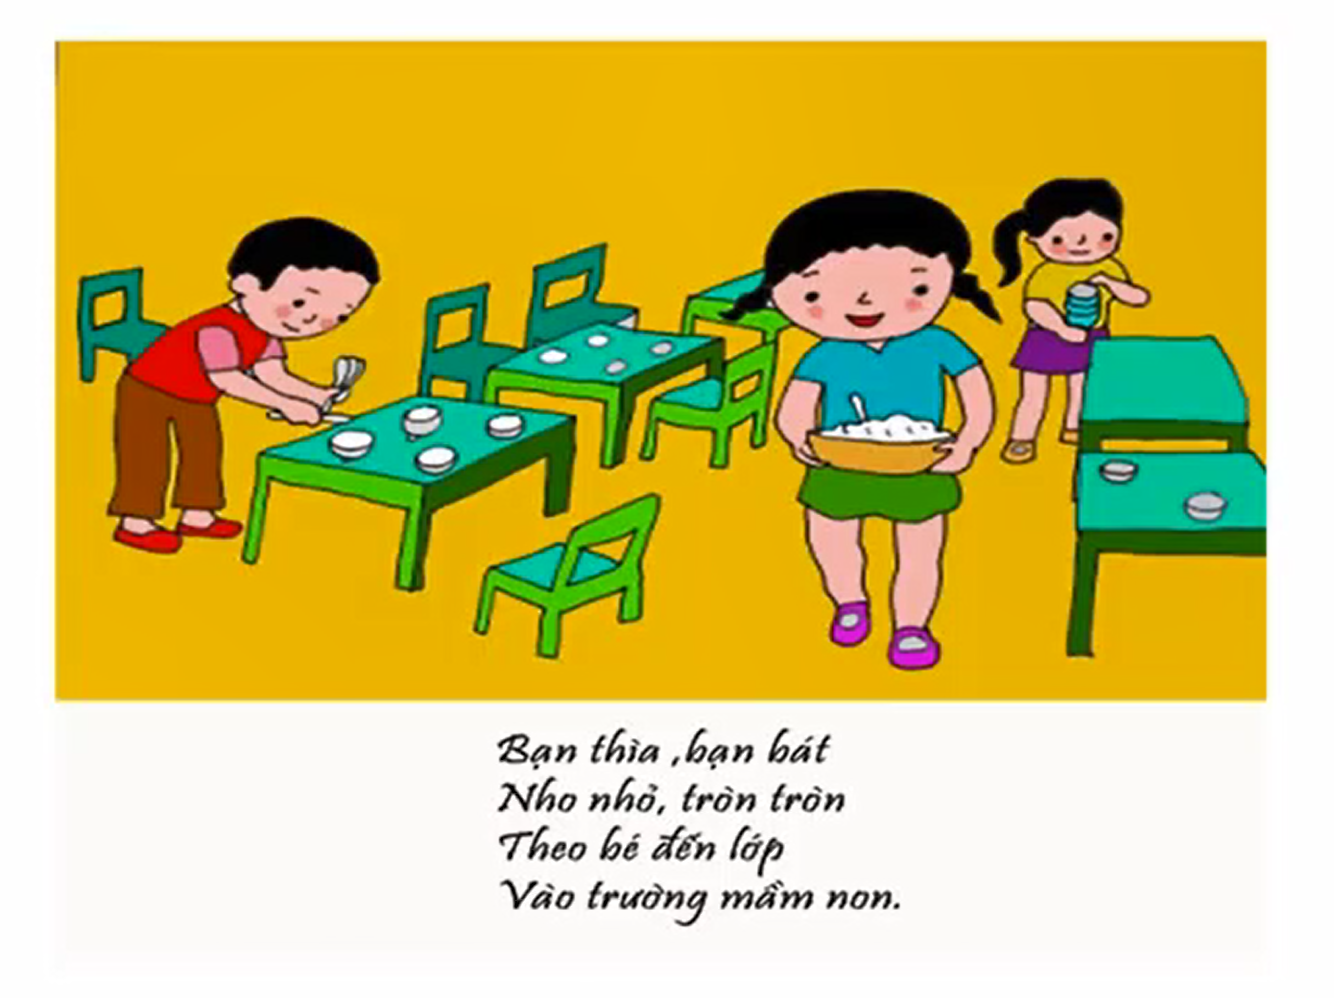 Bạn thìa ,bạn bát
Nho nhỏ, tròn tròn
Theo bé đến lớp
Vào trường mầm non.